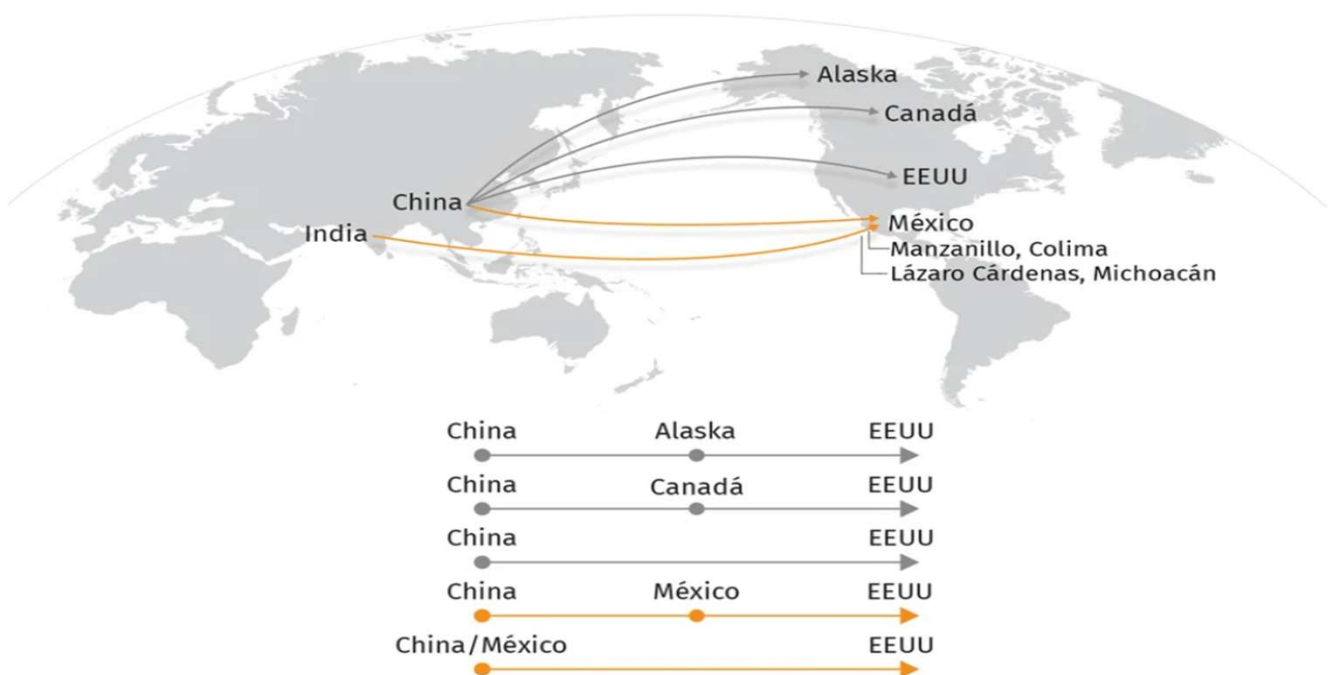 Alaska
Canadá
EEUU
China
India
México
Manzanillo, Colima
Lázaro Cárdenas, Michoacán
China Alaska EEUU
China Canadá EEUU
China EEUU
China México EEUU
China/México EEUU